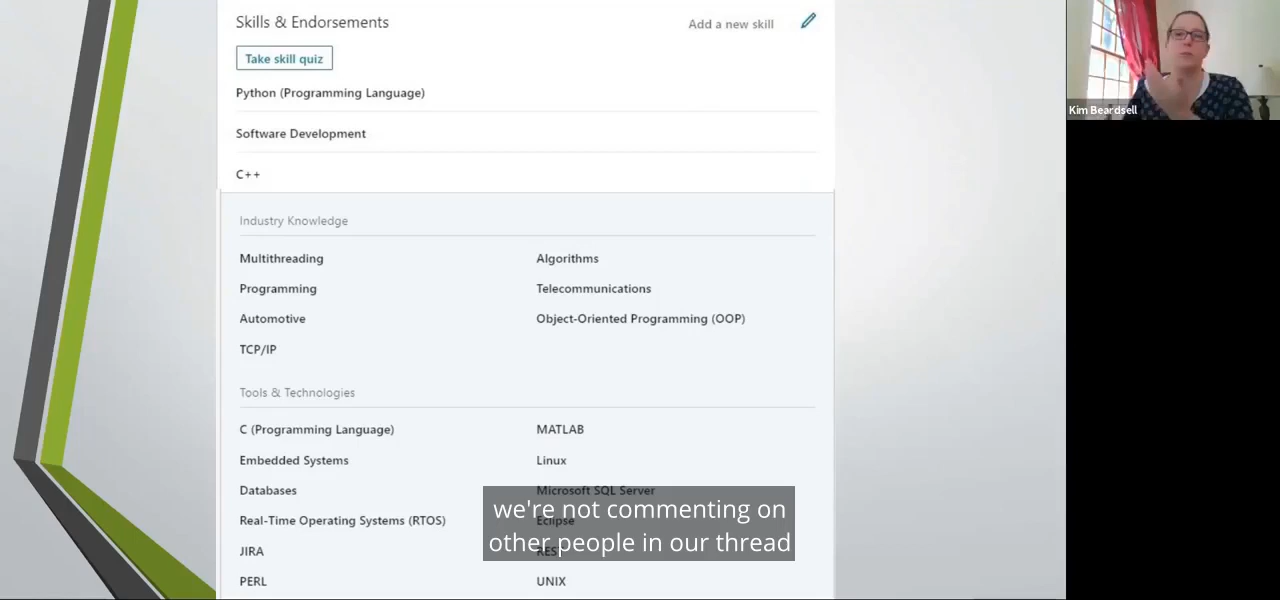 Skills & Endorsements
Add a new skill
Take skill quiz
Python (Programming Language)
Software Development
C++
Industry Knowledge
Multithreading
Algorithms
Programming
Telecommunications
Automotive
Object-Oriented Programming (OOP)
TCP/IP
Tools & Technologies
C (Programming Language)
MATLAB
Embedded Systems
Linux
Databases
Microsoft SQL Server
Real-Time Operating Systems (RTOS)
Eclipse
JIRA
PERL
UNIX
we're not commenting on
other people in our thread
Kim Beardsell